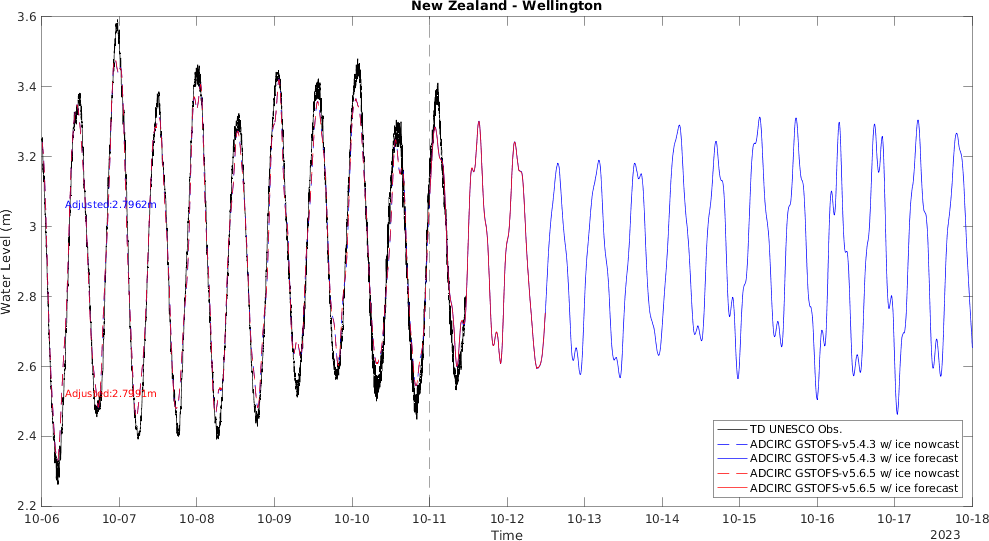 New Zealand - Wellington
Water Level (m)
3.6
3.4
3.2
3
2.8
2.6
2.4
2.2
Adjusted:2.7962m
Adjusted:2.7991m
TD UNESCO Obs.
ADCIRC GSTOFS-v5.4.3 w/ ice nowcast
ADCIRC GSTOFS-v5.4.3 w/ ice forecast
ADCIRC GSTOFS-v5.6.5 w/ ice nowcast
ADCIRC GSTOFS-v5.6.5 w/ ice forecast
10-06 10-07 10-08 10-09 10-10 10-11 10-12 10-13 10-14 10-15 10-16 10-17 10-18
Time
2023